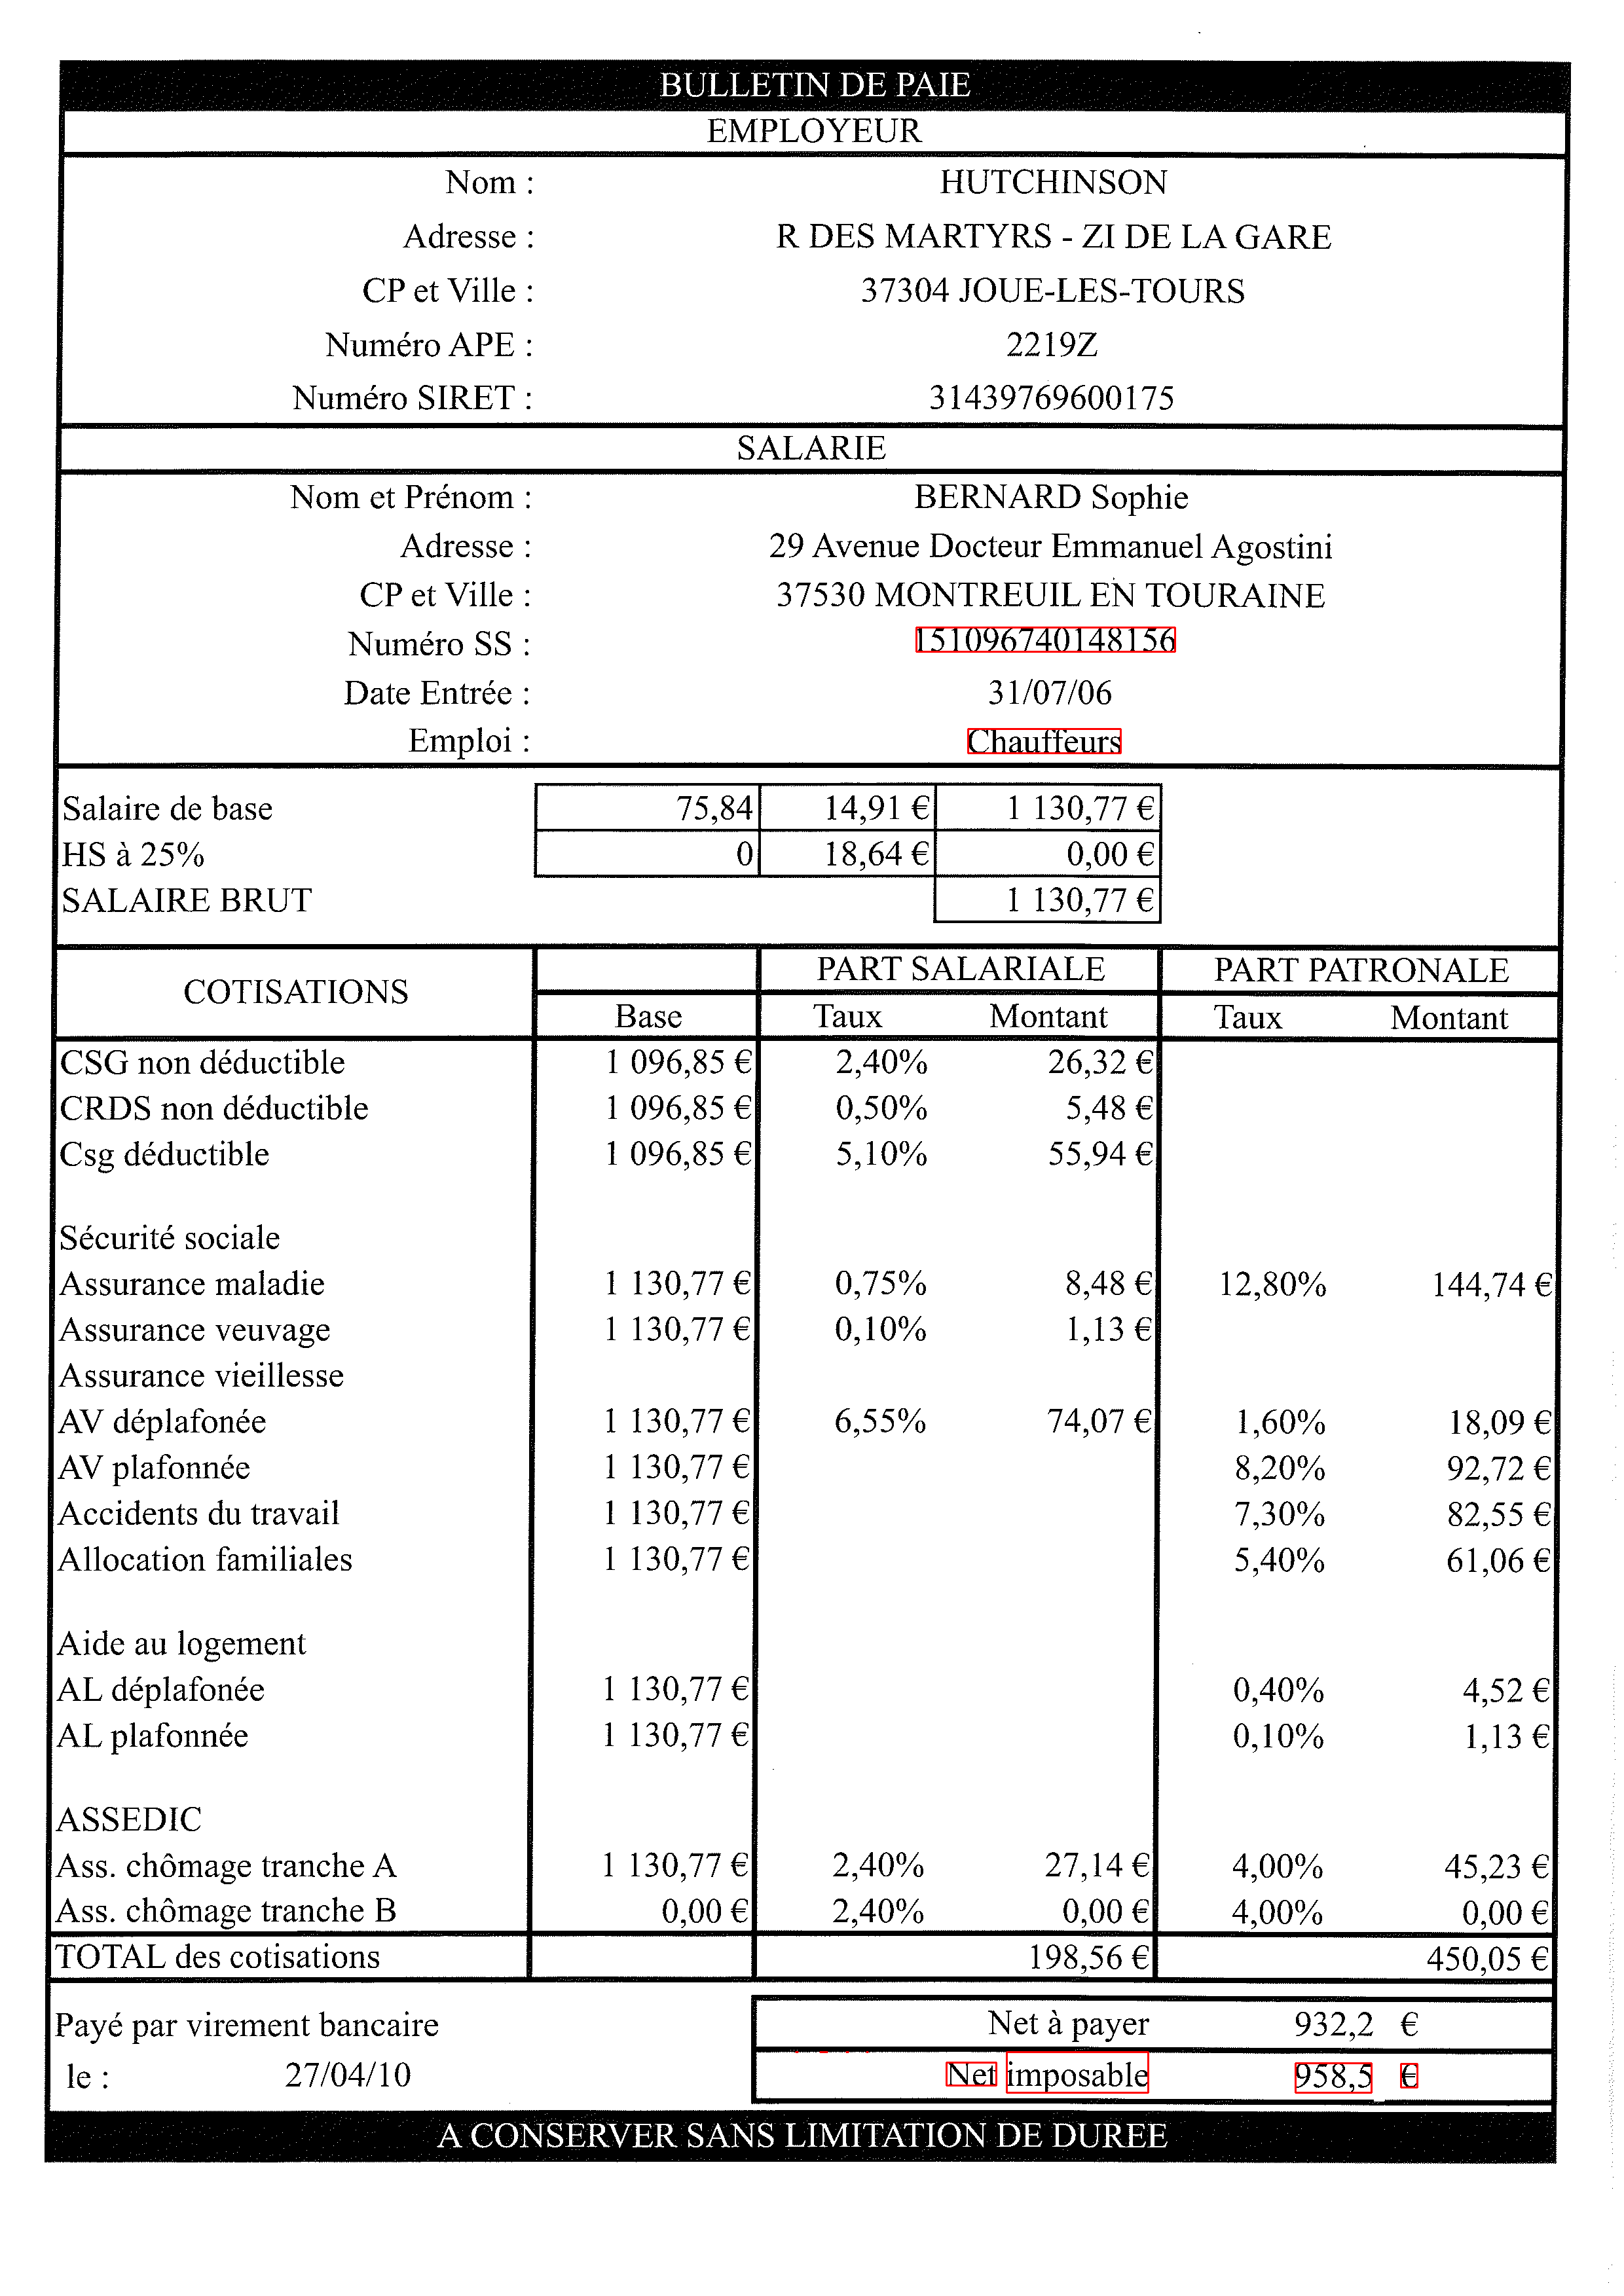 BULLETIN DE PAIE
EMPLOYEUR
Nom : HUTCHINSON
Adresse : R DES MARTYRS - ZI DE LA GARE
CP et Ville : 37304 JOUE-LES-TOURS
Numéro APE : 2219Z
Numéro SIRET : 31439769600175
SALARIE
Nom et Prénom : BERNARD Sophie
Adresse : 29 Avenue Docteur Emmanuel Agostini
CP et Ville : 37530 MONTREUIL EN TOURAINE
Numéro SS : 151096740148156
Date Entrée : 31/07/06
Emploi : Chauffeurs
Salaire de base 75,84 14,91 € 1 130,77 €
HS à 25% 0 18,64 € 0,00 €
SALAIRE BRUT 1 130,77 €
PART SALARIALE PART PATRONALE
COTISATIONS
Base Taux Montant Taux Montant
CSG non déductible 1 096,85 € 2,40% 26,32 €
CRDS non déductible 1 096,85 € 0,50% 5,48 €
Csg déductible 1 096,85 € 5,10% 55,94 €
Sécurité sociale
Assurance maladie 1 130,77 € 0,75% 8,48 € 12,80% 144,74 €
Assurance veuvage 1 130,77 € 0,10% 1,13 €
Assurance vieillesse
AV déplafonée 1 130,77 € 6,55% 74,07 € 1,60% 18,09 €
AV plafonnée 1 130,77 € 8,20% 92,72 €
Accidents du travail 1 130,77 € 7,30% 82,55 €
Allocation familiales 1 130,77 € 5,40% 61,06 €
Aide au logement
AL déplafonée 1 130,77 € 0,40% 4,52 €
AL plafonnée 1 130,77 € 0,10% 1,13 €
ASSEDIC
Ass. chômage tranche A 1 130,77 € 2,40% 27,14 € 4,00% 45,23 €
Ass. chômage tranche B 0,00 € 2,40% 0,00 € 4,00% 0,00 €
TOTAL des cotisations 198,56 € 450,05 €
Payé par virement bancaire Net à payer 932,2 €
le : 27/04/10 Net imposable 958,5 €
A CONSERVER SANS LIMITATION DE DUREE